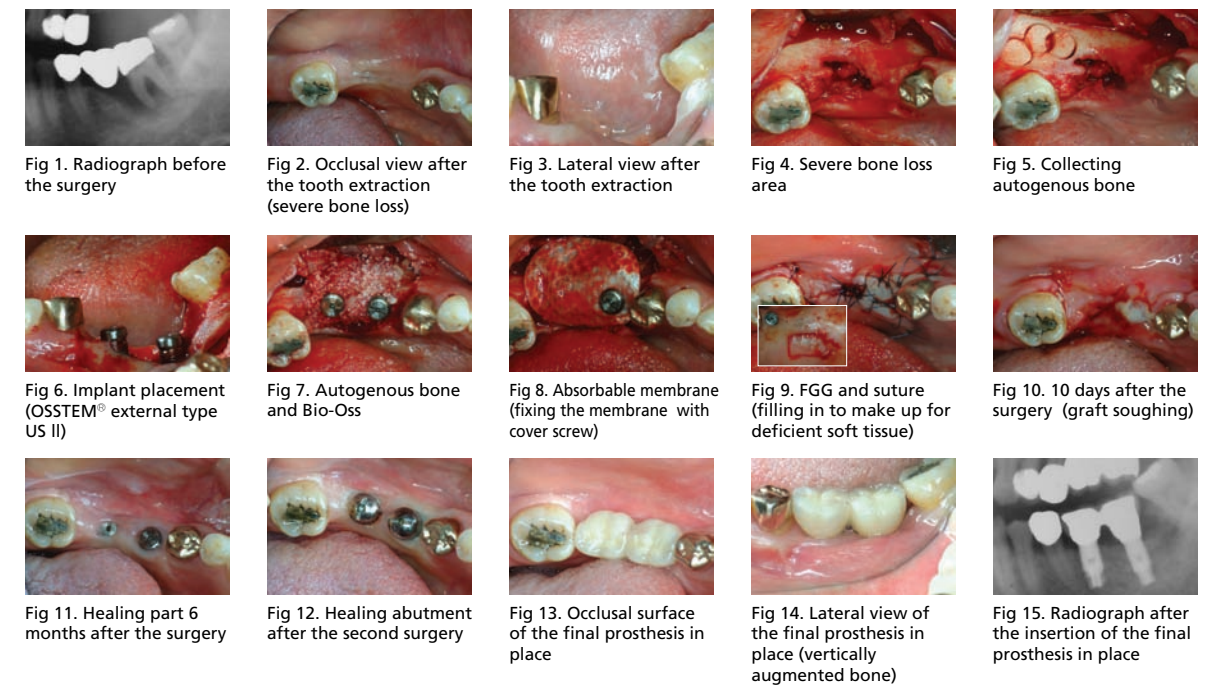 Fig 1. Radiograph before
the surgery
Fig 2. Occlusal view after
the tooth extraction
(severe bone loss)
Fig 3. Lateral view after
the tooth extraction
Fig 4. Severe bone loss
area
Fig 5. Collecting
autogenous bone
Fig 6. Implant placement
(OSSTEM® external type
US ll)
Fig 7. Autogenous bone
and Bio-Oss
Fig 8. Absorbable membrane
(fixing the membrane with
cover screw)
Fig 9. FGG and suture
(filling in to make up for
deficient soft tissue)
Fig 10. 10 days after the
surgery (graft soughing)
Fig 11. Healing part 6
months after the surgery
Fig 12. Healing abutment
after the second surgery
Fig 13. Occlusal surface
of the final prosthesis in
place
Fig 14. Lateral view of
the final prosthesis in
place (vertically
augmented bone)
Fig 15. Radiograph after
the insertion of the final
prosthesis in place